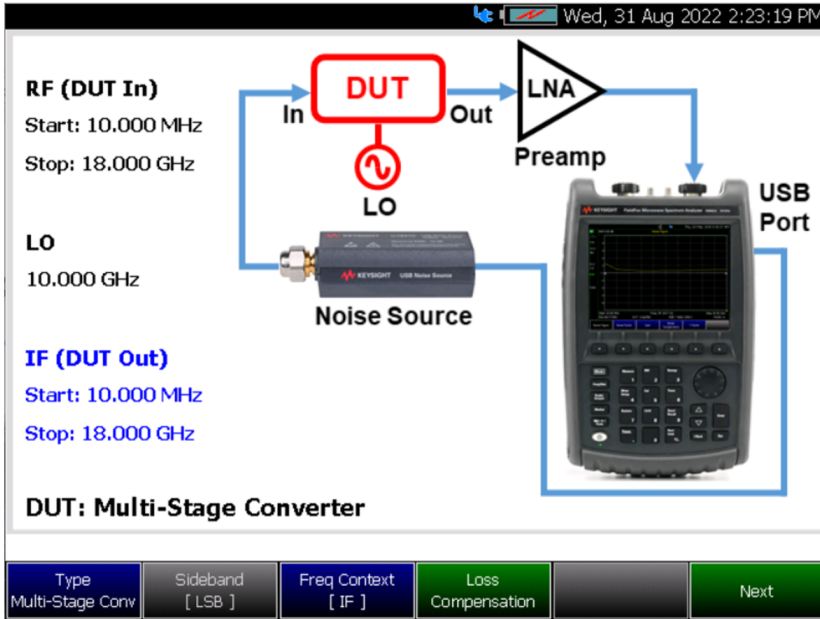 Wed, 31 Aug 2022 2:23:19 PM
RF (DUT In)
Start: 10.000 MHz
Stop: 18.000 GHz
DUT
In
Out
LNA
Preamp
LO
USB
Port
LO
10.000 GHz
KEYSIGHT USB Noise Source
Noise Source
KEYSIGHT
IF (DUT Out)
Start: 10.000 MHz
Stop: 18.000 GHz
DUT: Multi-Stage Converter
Type
Multi-Stage Conv
Sideband
[ LSB ]
Freq Context
[ IF ]
Loss
Compensation
Next